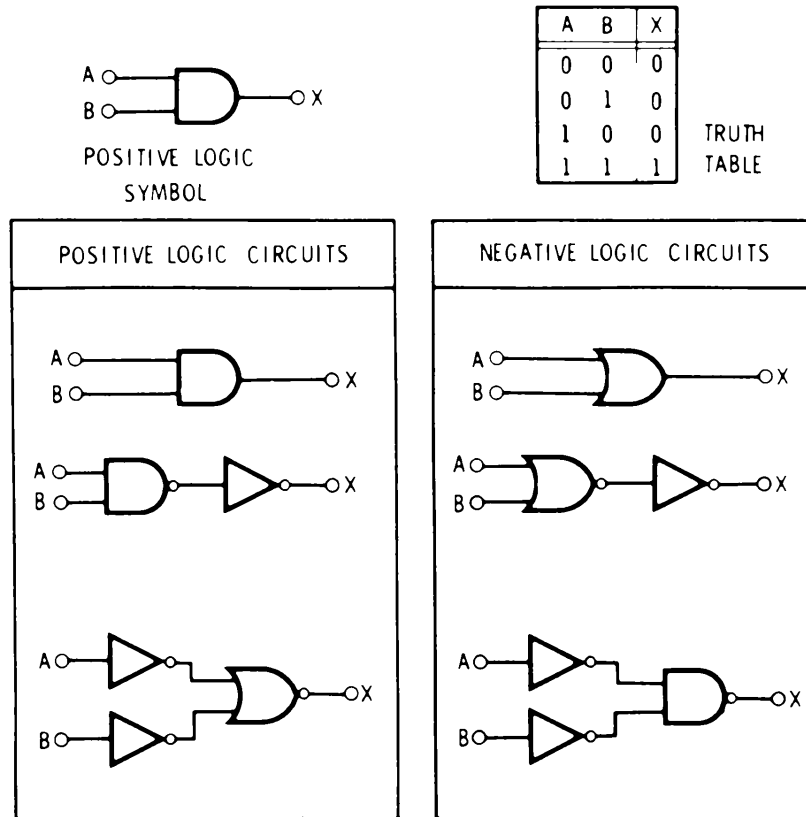 A
B
X
POSITIVE LOGIC
SYMBOL
A B X
0 0 0
0 1 0
1 0 0
1 1 1
TRUTH
TABLE
POSITIVE LOGIC CIRCUITS
A
B
X
A
B
X
A
B
X
NEGATIVE LOGIC CIRCUITS
A
B
X
A
B
X
A
B
X